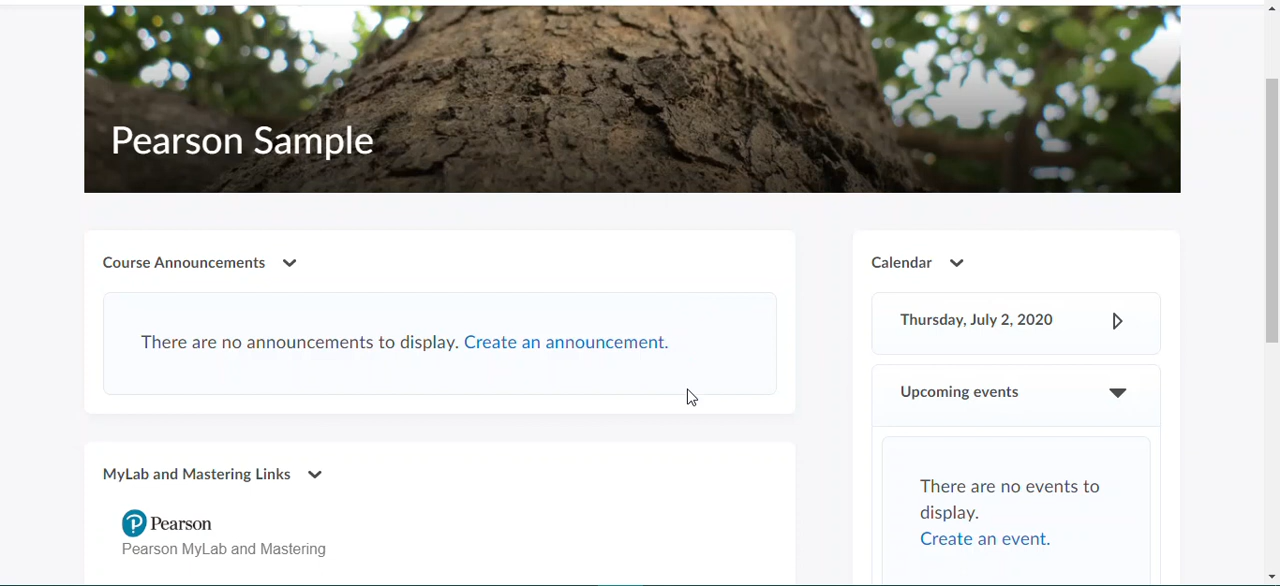 Pearson Sample
Course Announcements
There are no announcements to display. Create an announcement.
MyLab and Mastering Links
Pearson
Pearson MyLab and Mastering
Calendar
Thursday, July 2, 2020
Upcoming events
There are no events to
display.
Create an event.